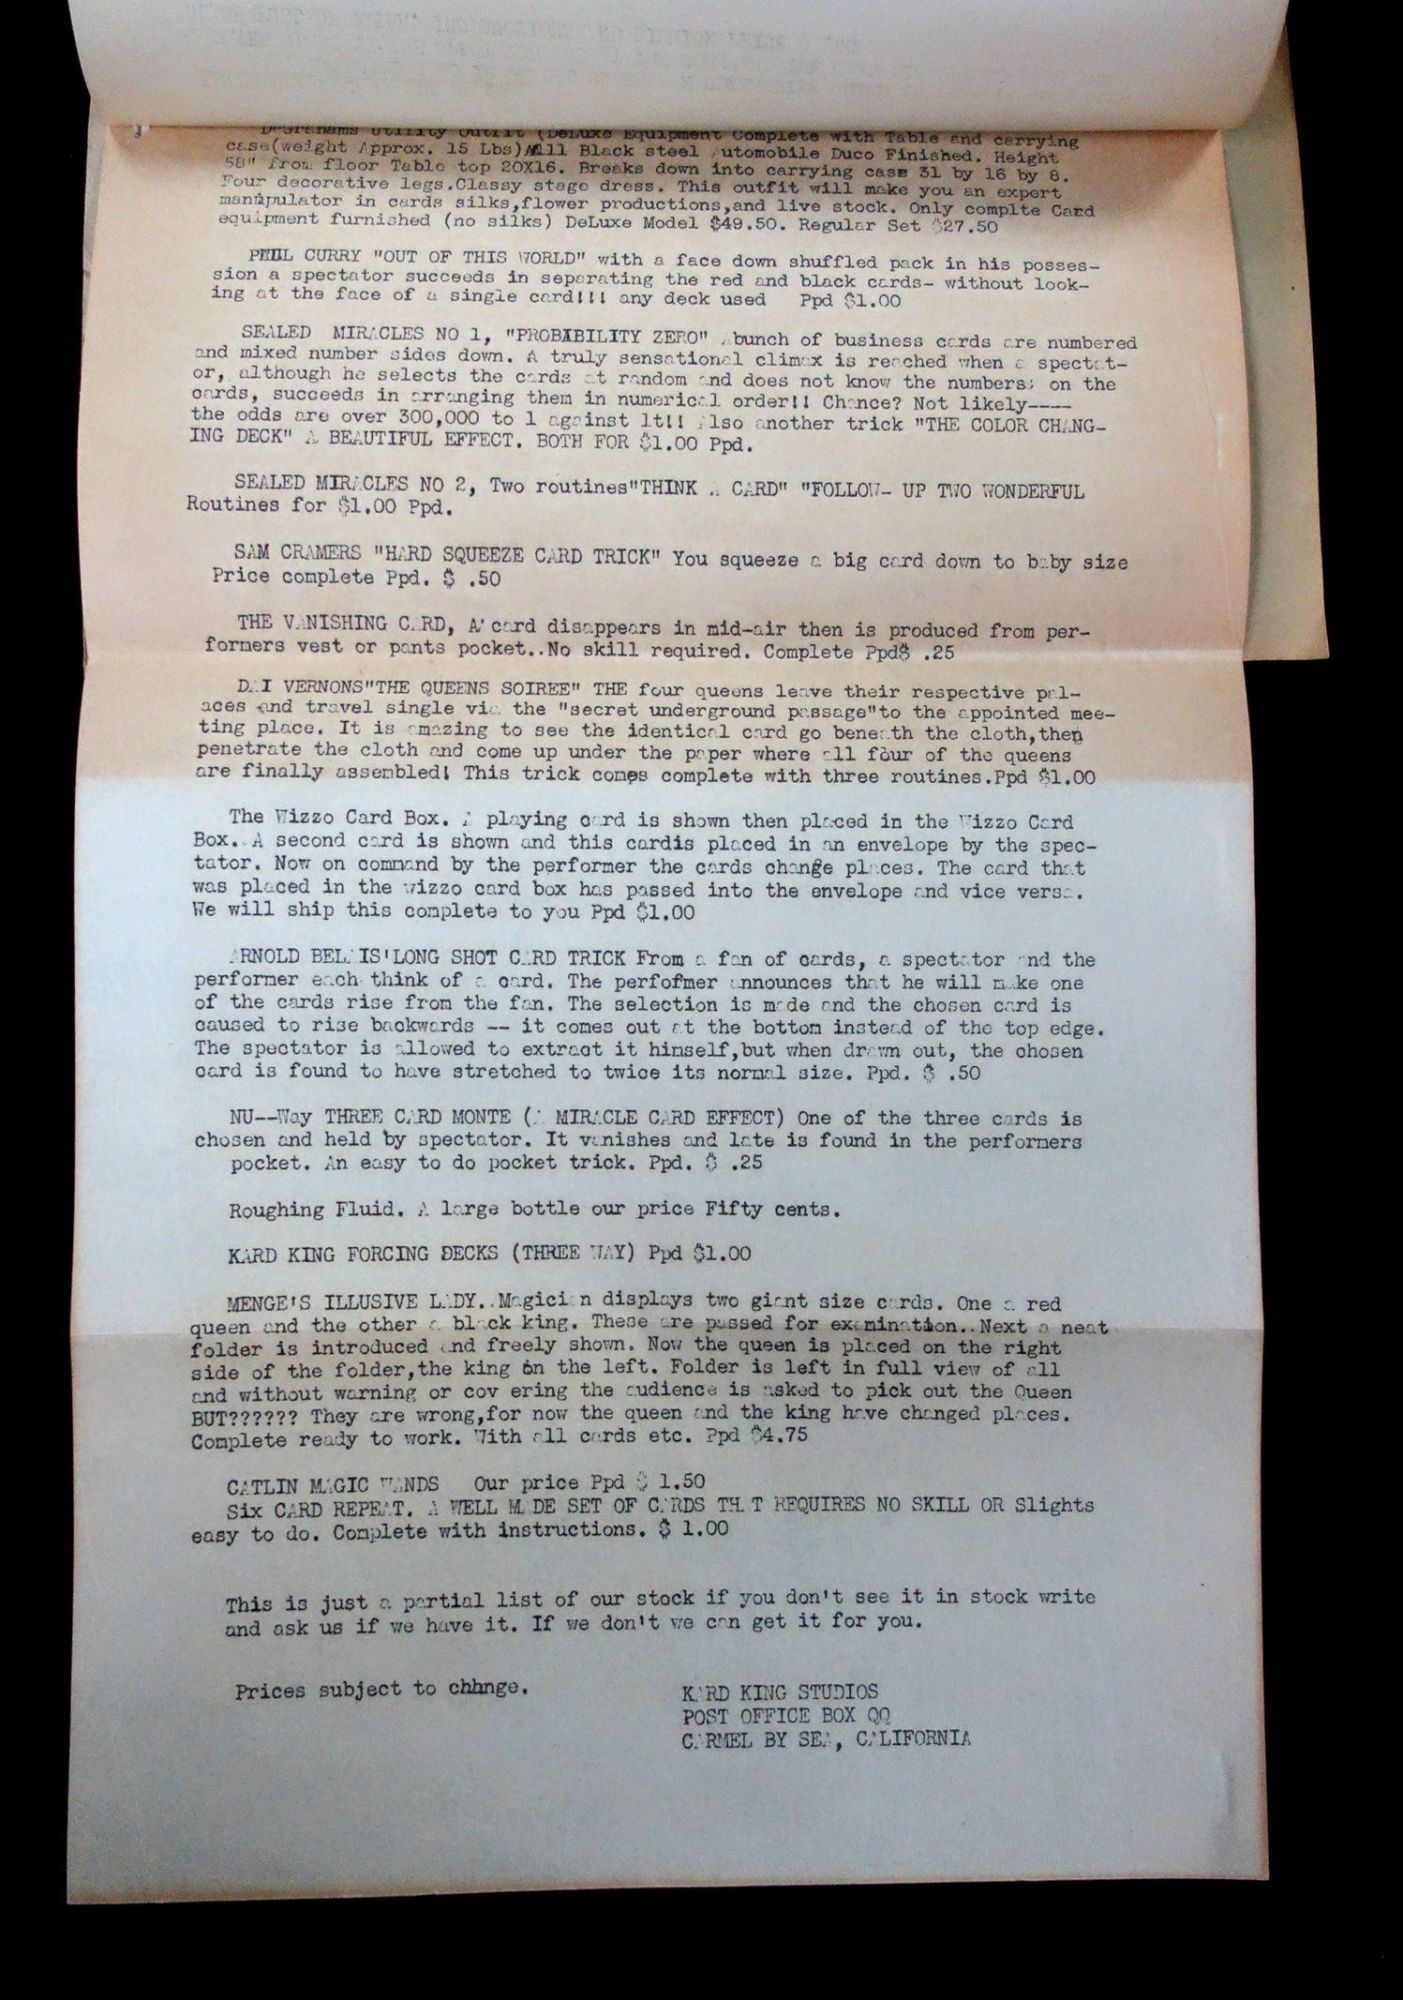 DeGrahams Utility Outfit (DeLuxe Equipment Complete with Table and carrying
case(weight Approx. 15 Lbs)All Black steel Automobile Duco Finished. Height
58" from floor Table top 20X16. Breaks down into carrying case 31 by 16 by 8.
Four decorative legs.Classy stage dress. This outfit will make you an expert
manipulator in cards silks,flower productions,and live stock. Only complte Card
equipment furnished (no silks) DeLuxe Model $49.50. Regular Set $27.50
PHIL CURRY "OUT OF THIS WORLD" with a face down shuffled pack in his posses-
sion a spectator succeeds in separating the red and black cards- without look-
ing at the face of a single card!!! any deck used Ppd $1.00
SEALED MIRACLES NO 1, "PROBABILITY ZERO" A bunch of business cards are numbered
and mixed number sides down. A truly sensational climax is reached when a spectat-
or, although he selects the cards at random and does not know the numbers; on the
cards, succeeds in arranging them in numerical order!! Chance? Not likely----
the odds are over 300,000 to 1 against It!! Also another trick "THE COLOR CHANG-
ING DECK" A BEAUTIFUL EFFECT. BOTH FOR $1.00 Ppd.
SEALED MIRACLES NO 2, Two routines"THINK A CARD" "FOLLOW- UP TWO WONDERFUL
Routines for $1.00 Ppd.
SAM CRAMERS "HARD SQUEEZE CARD TRICK" You squeeze a big card down to baby size
Price complete Ppd. $ .50
THE VANISHING CARD, A card disappears in mid-air then is produced from per-
formers vest or pants pocket..No skill required. Complete Ppd$ .25
DAI VERNONS"THE QUEENS SOIREE" THE four queens leave their respective pal-
aces and travel single via the "secret underground passage"to the appointed mee-
ting place. It is amazing to see the identical card go beneath the cloth,then
penetrate the cloth and come up under the paper where all four of the queens
are finally assembled! This trick comes complete with three routines.Ppd $1.00
The Wizzo Card Box. A playing card is shown then placed in the Wizzo Card
Box. A second card is shown and this cardis placed in an envelope by the spec-
tator. Now on command by the performer the cards change places. The card that
was placed in the wizzo card box has passed into the envelope and vice versa.
We will ship this complete to you Ppd $1.00
ARNOLD BELAIS'LONG SHOT CARD TRICK From a fan of cards, a spectator and the
performer each think of a card. The perfofmer announces that he will make one
of the cards rise from the fan. The selection is made and the chosen card is
caused to rise backwards -- it comes out at the bottom instead of the top edge.
The spectator is allowed to extract it himself,but when drawn out, the chosen
card is found to have stretched to twice its normal size. Ppd. $ .50
NU--Way THREE CARD MONTE (A MIRACLE CARD EFFECT) One of the three cards is
chosen and held by spectator. It vanishes and late is found in the performers
pocket. An easy to do pocket trick. Ppd. $ .25
Roughing Fluid. A large bottle our price Fifty cents.
KARD KING FORCING DECKS (THREE WAY) Ppd $1.00
MENGE'S ILLUSIVE LADY..Magician displays two giant size cards. One a red
queen and the other a black king. These are passed for examination..Next a neat
folder is introduced and freely shown. Now the queen is placed on the right
side of the folder,the king on the left. Folder is left in full view of all
and without warning or cov ering the audience is asked to pick out the Queen
BUT?????? They are wrong,for now the queen and the king have changed places.
Complete ready to work. With all cards etc. Ppd $4.75
CATLIN MAGIC WANDS Our price Ppd $ 1.50
Six CARD REPEAT. A WELL MADE SET OF CARDS THAT REQUIRES NO SKILL OR Slights
easy to do. Complete with instructions. $ 1.00
This is just a partial list of our stock if you don't see it in stock write
and ask us if we have it. If we don't we can get it for you.
Prices subject to chhnge.
KARD KING STUDIOS
POST OFFICE BOX QQ
CARMEL BY SEA, CALIFORNIA